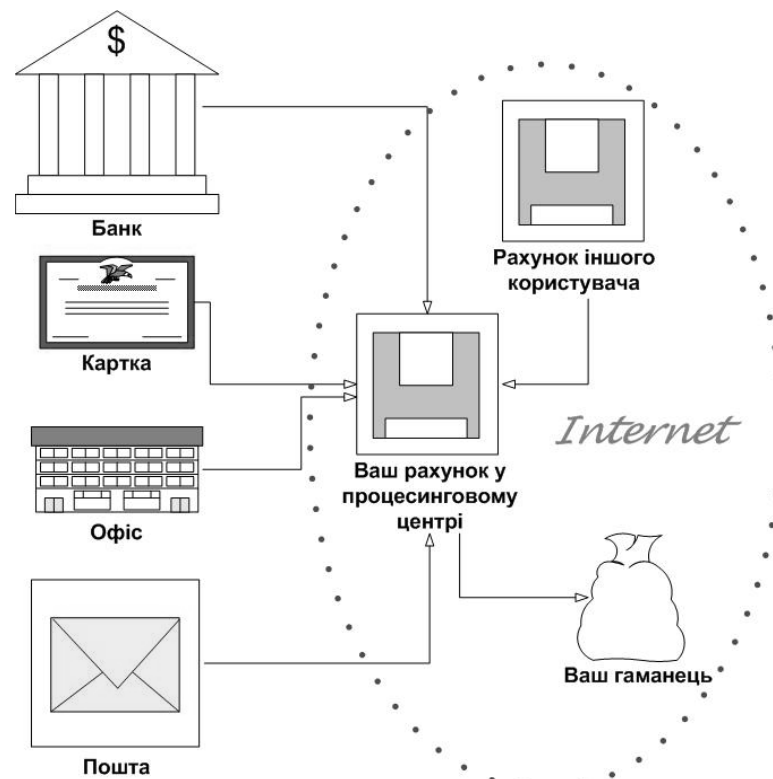 $
Банк
Рахунок іншого
користувача
Картка
Internet
Ваш рахунок у
процесинговому
центрі
Офіс
Ваш гаманець
Пошта